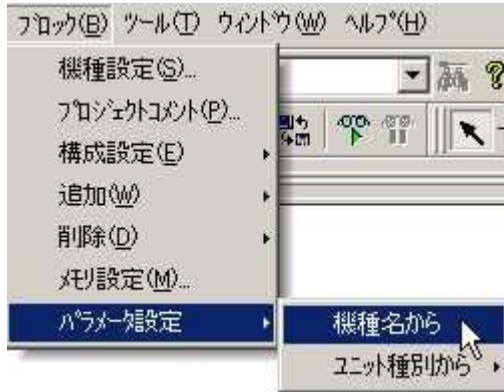 ブロック(B) ツール(T) ウィンドウ(W) ヘルプ(H)
機種設定(S)...
プロジェクトコメント(P)...
構成設定(E)
追加(W)
削除(D)
メモリ設定(M)...
パラメータ設定
機種名から
ユニット種別から